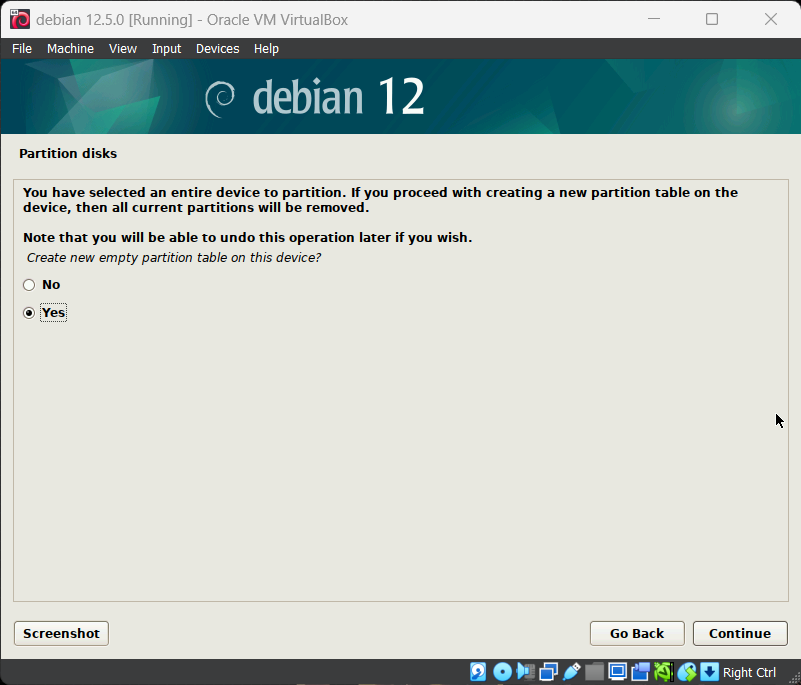 debian 12.5.0 [Running] - Oracle VM VirtualBox
File Machine View Input Devices Help
debian 12
Partition disks
You have selected an entire device to partition. If you proceed with creating a new partition table on the
device, then all current partitions will be removed.
Note that you will be able to undo this operation later if you wish.
Create new empty partition table on this device?
No
Yes
Screenshot Go Back Continue
Right Ctrl